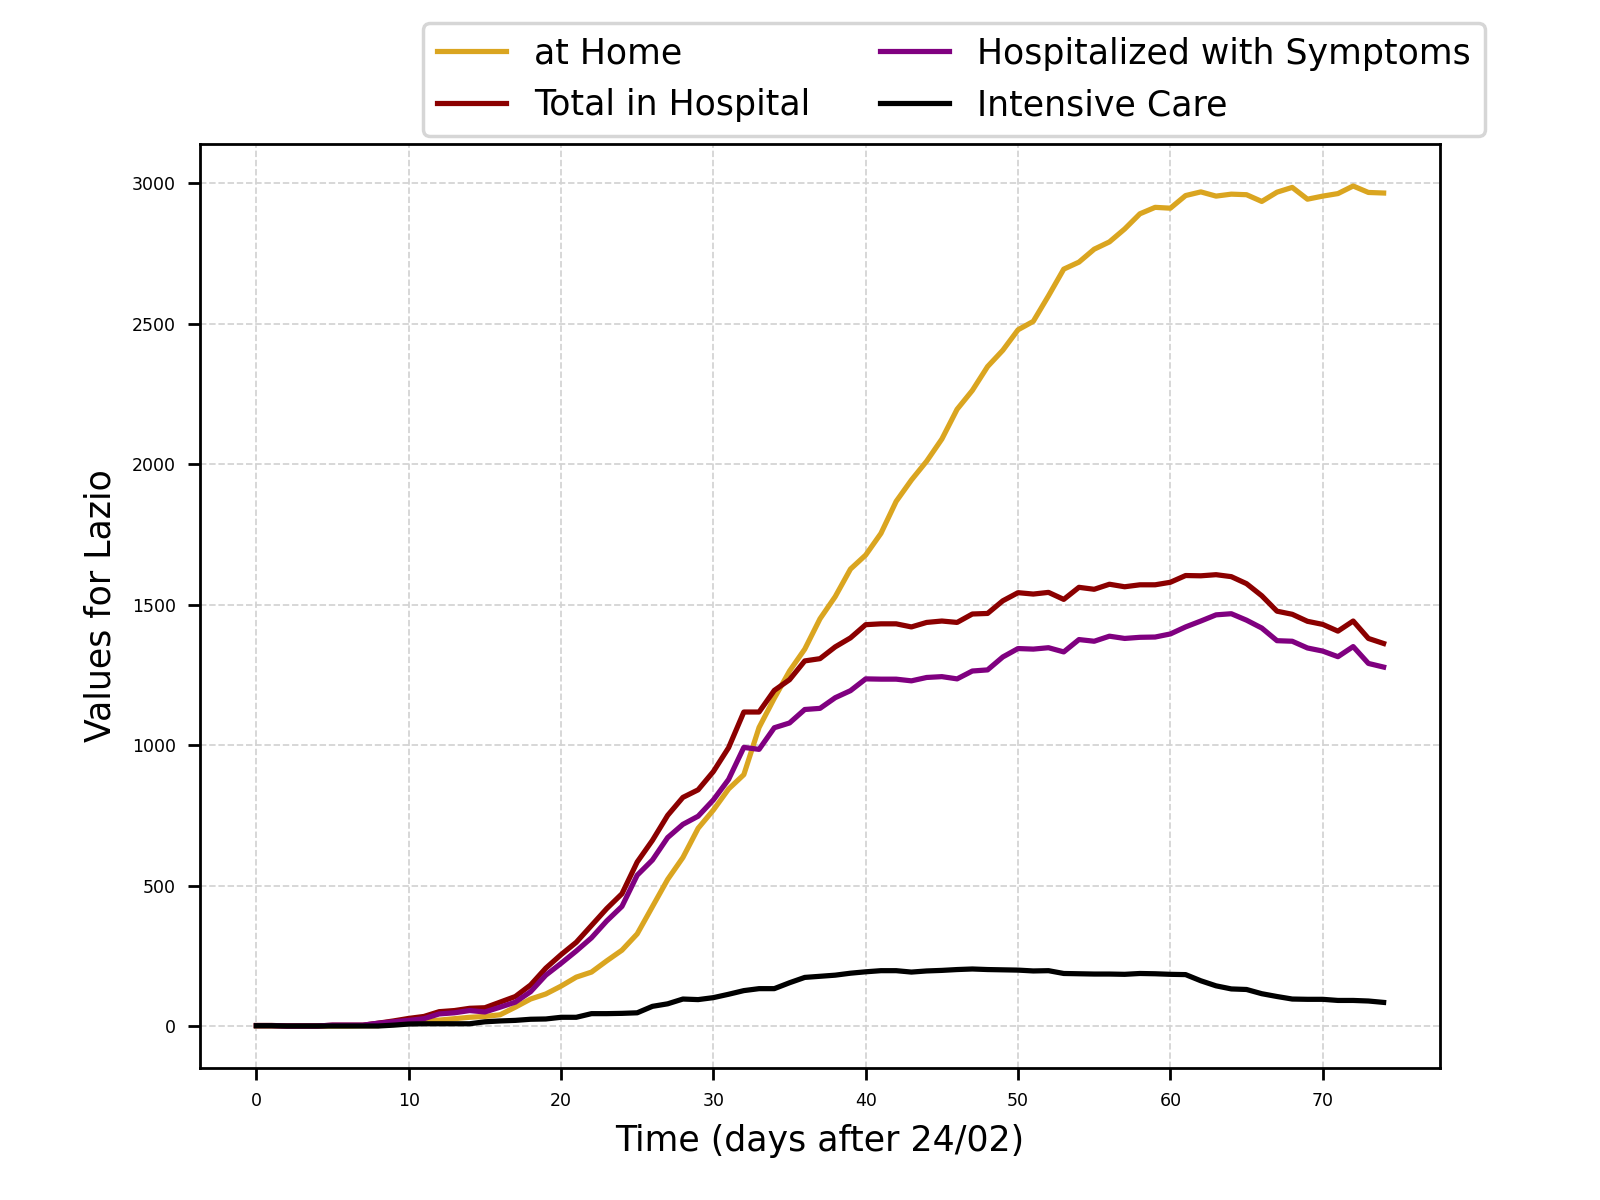 at Home
Total in Hospital
Hospitalized with Symptoms
Intensive Care
3000
2500
2000
1500
1000
500
0
Values for Lazio
0 10 20 30 40 50 60 70
Time (days after 24/02)